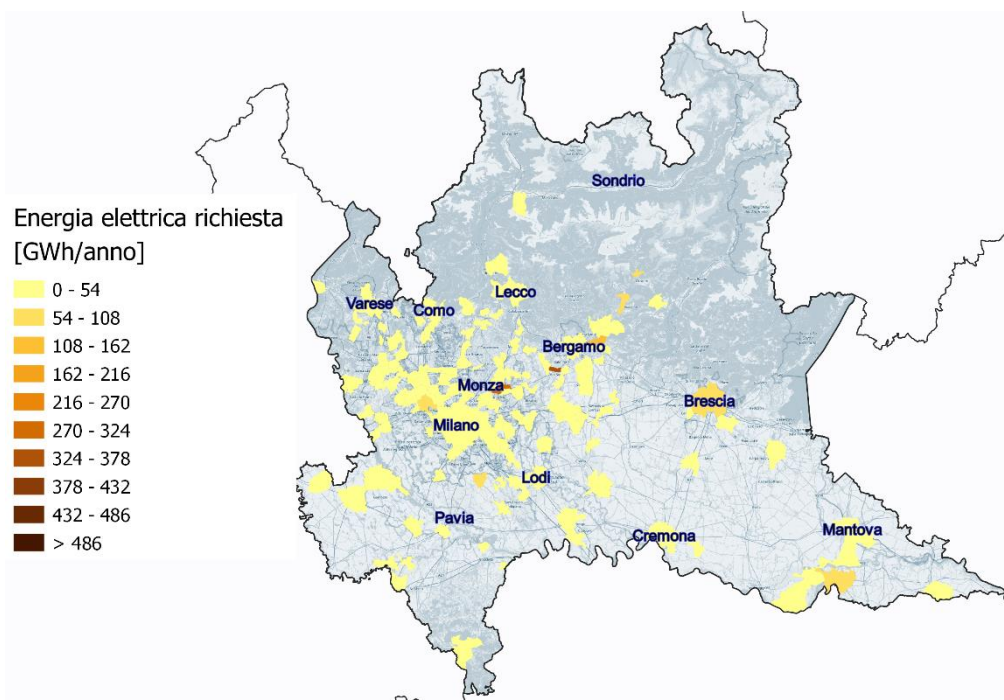 Energia elettrica richiesta
[GWh/anno]
0 - 54
54 - 108
108 - 162
162 - 216
216 - 270
270 - 324
324 - 378
378 - 432
432 - 486
> 486
Sondrio
Lecco
Varese
Como
Bergamo
Monza
Brescia
Milano
Lodi
Pavia
Cremona
Mantova